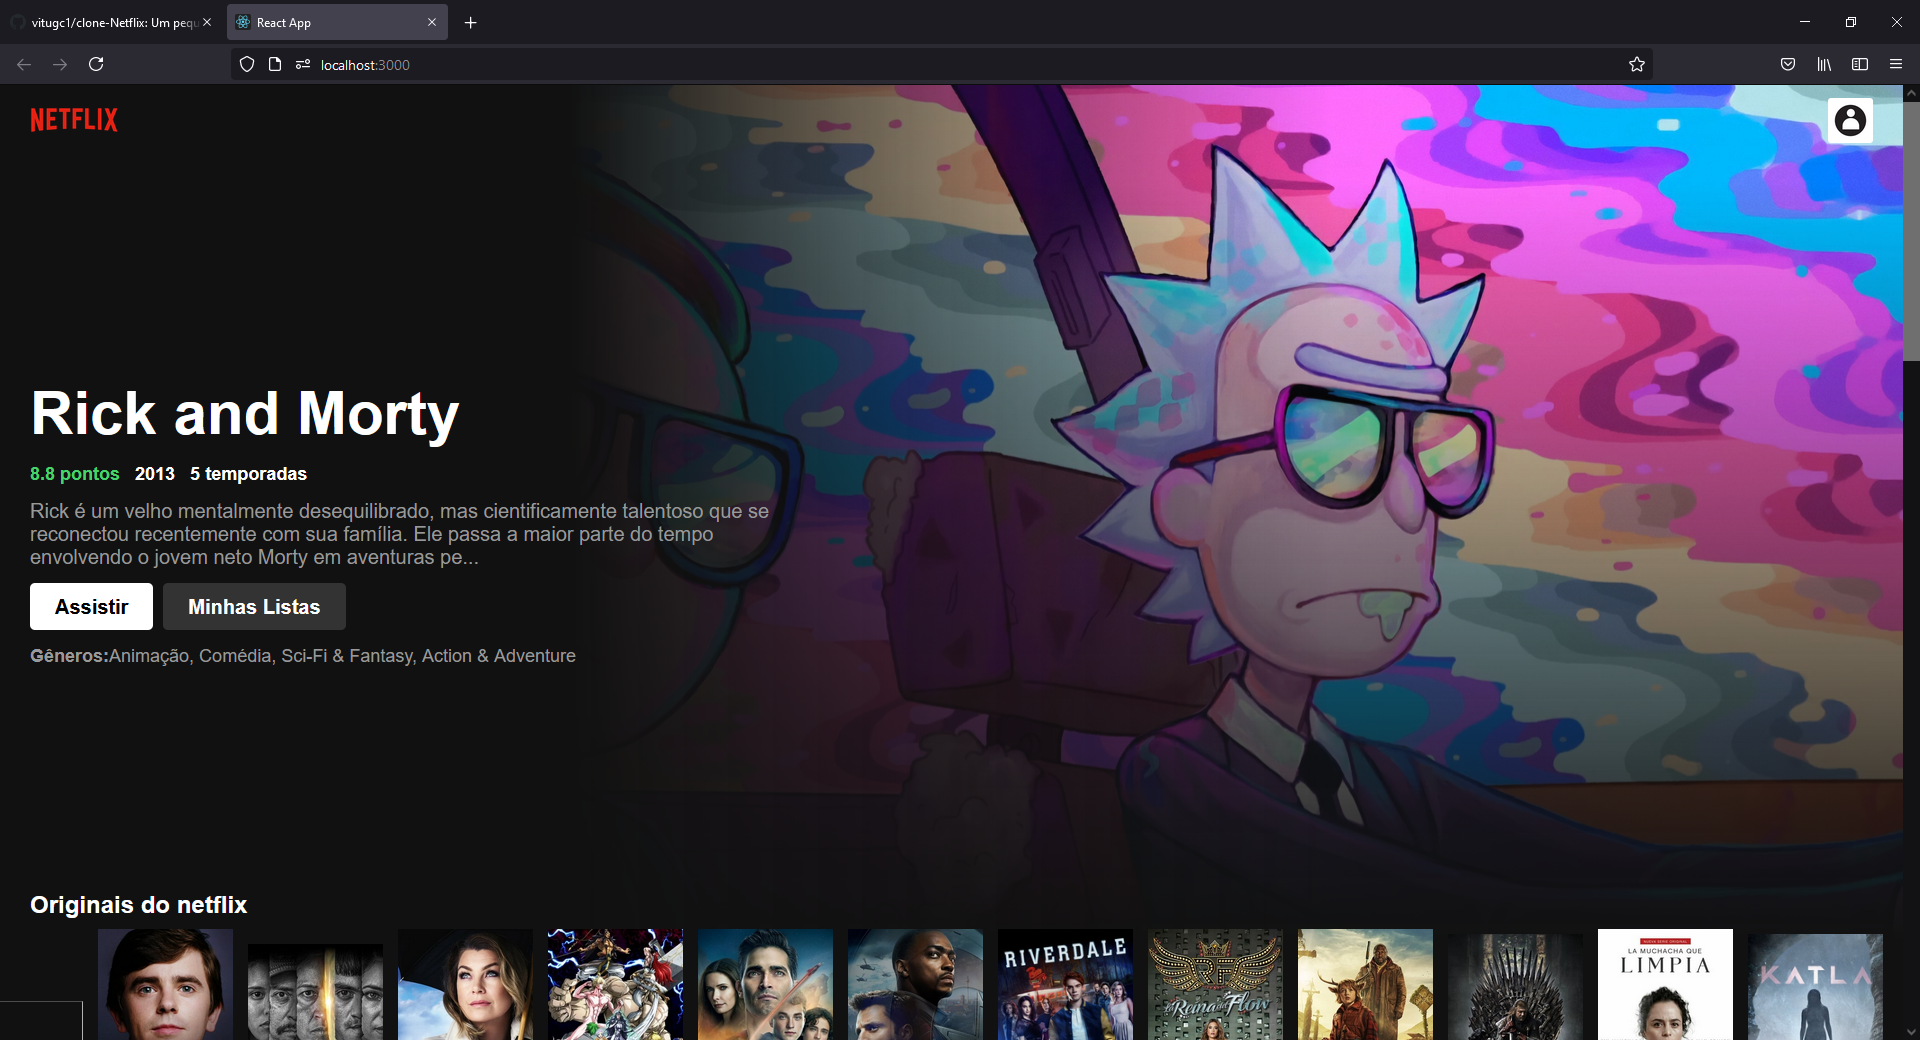 vitugc1/clone-Netflix: Um pequ
React App
localhost:3000
NETFLIX
Rick and Morty
8.8 pontos 2013 5 temporadas
Rick é um velho mentalmente desequilibrado, mas cientificamente talentoso que se
reconectou recentemente com sua família. Ele passa a maior parte do tempo
envolvendo o jovem neto Morty em aventuras pe...
Assistir
Minhas Listas
Gêneros:Animação, Comédia, Sci-Fi & Fantasy, Action & Adventure
Originais do netflix
RIVERDALE
RF
La Reina del Flow
LA MUCHACHA QUE
LIMPIA
KATLA